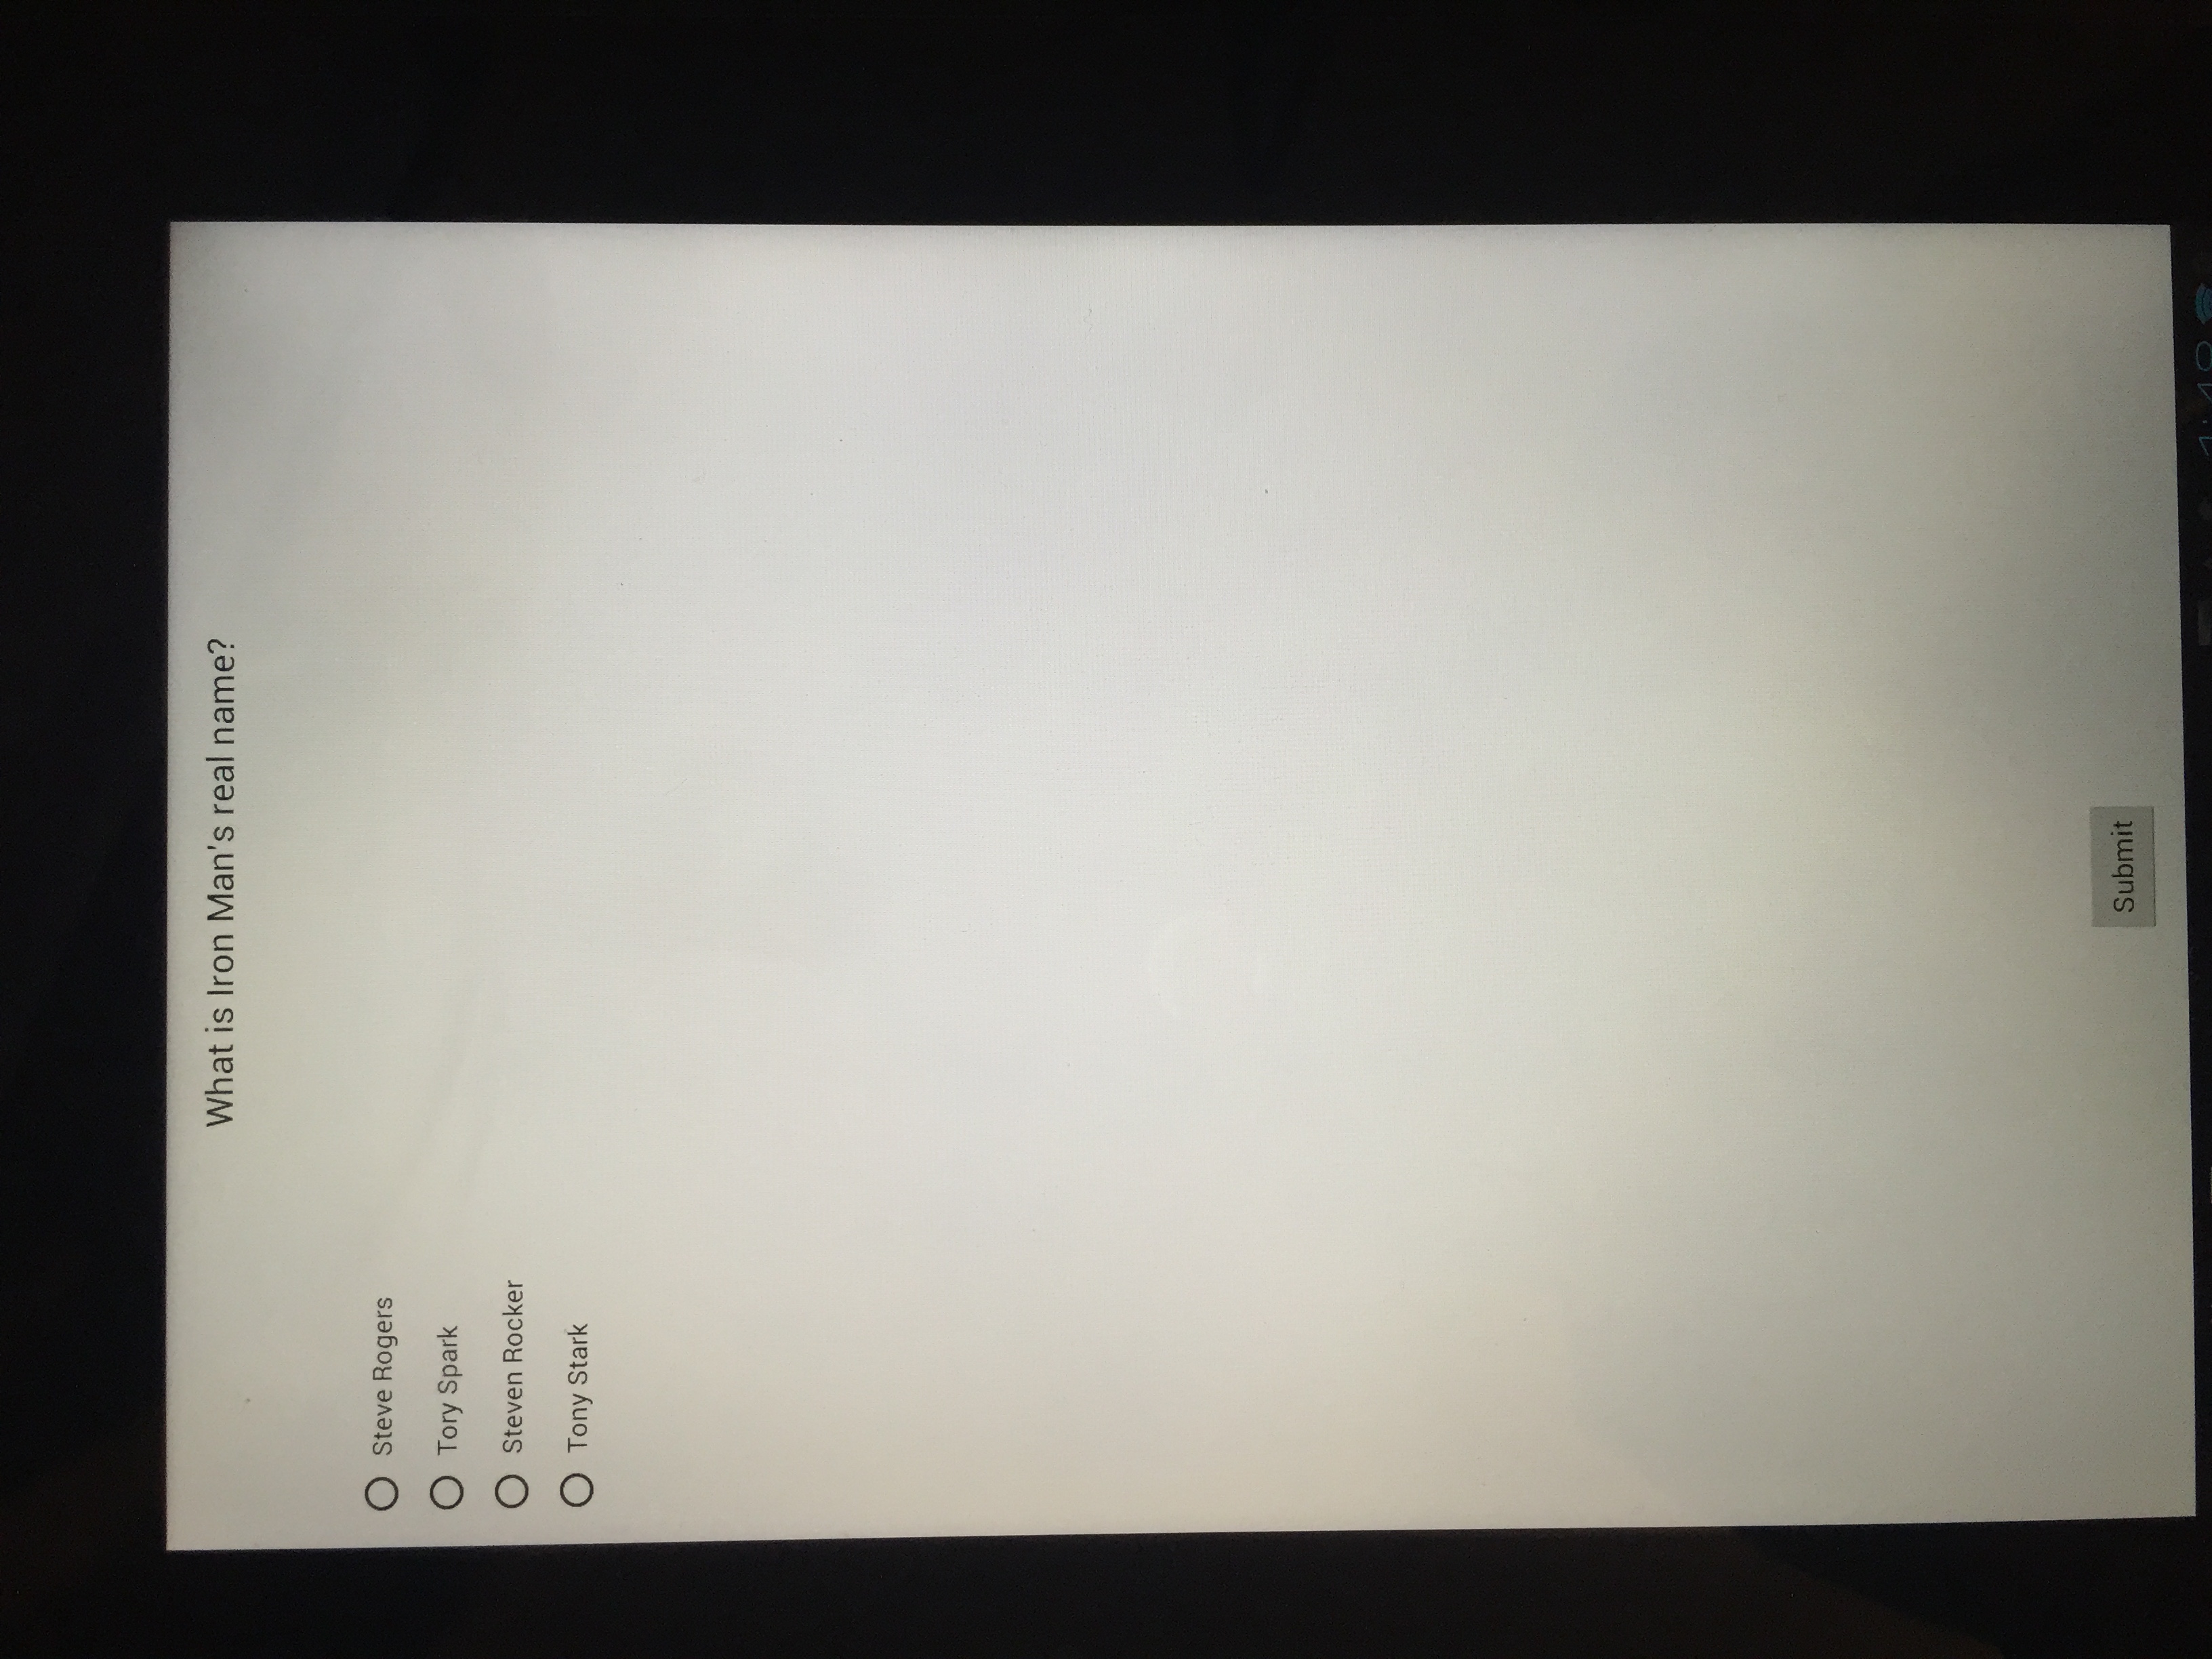 What is Iron Man's real name?
Steve Rogers
Tory Spark
Steven Rocker
Tony Stark
Submit